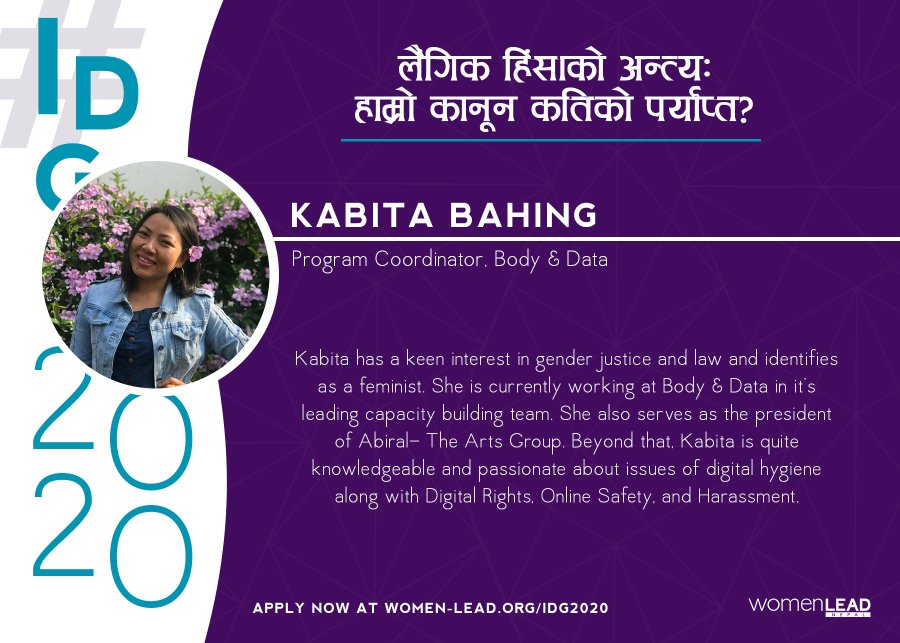 #IDG
2020
लैगिक हिंसाको अन्त्यः
हाम्रो कानून कतिको पर्याप्त?
KABITA BAHING
Program Coordinator, Body & Data
Kabita has a keen interest in gender justice and law and identifies
as a feminist. She is currently working at Body & Data in it's
leading capacity building team. She also serves as the president
of Abiral- The Arts Group. Beyond that, Kabita is quite
knowledgeable and passionate about issues of digital hygiene
along with Digital Rights, Online Safety, and Harassment.
APPLY NOW AT WOMEN-LEAD.ORG/IDG2020
womenLEAD
NEPAL